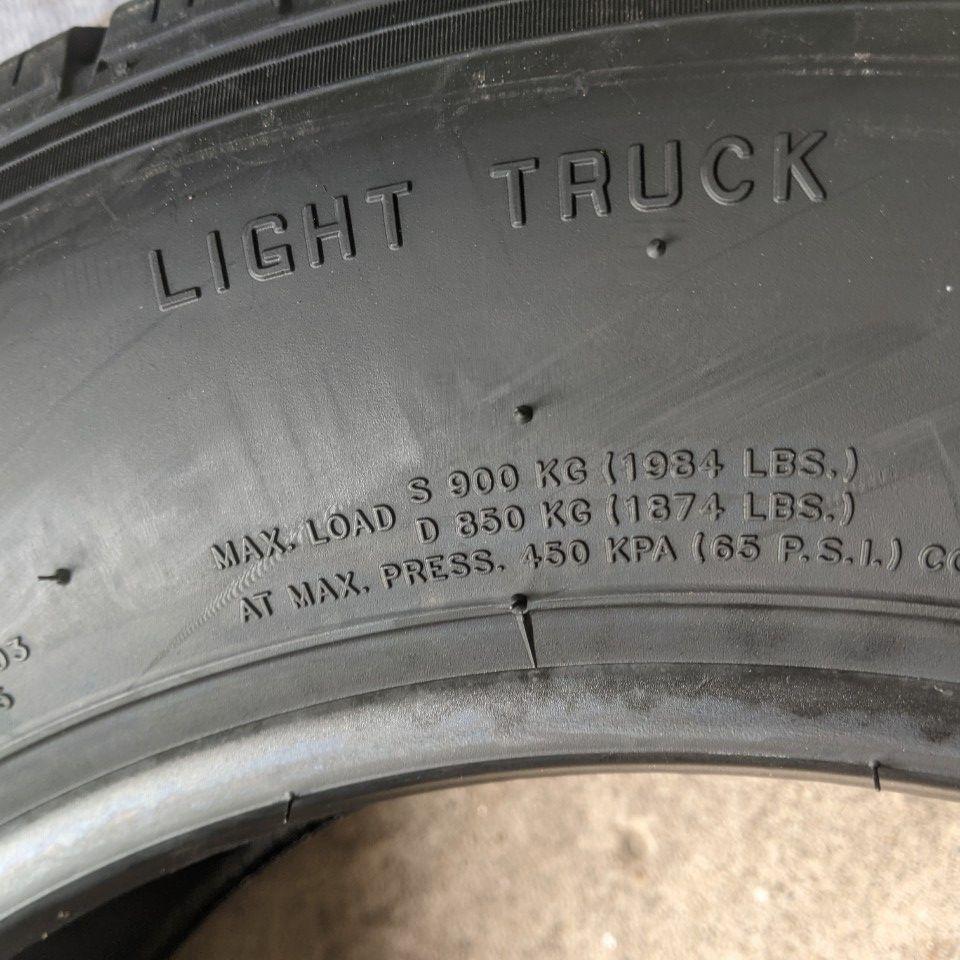 LIGHT TRUCK
MAX. LOAD S 900 KG (1984 LBS.)
D 850 KG (1874 LBS.)
AT MAX. PRESS. 450 KPA (65 P.S.I.)